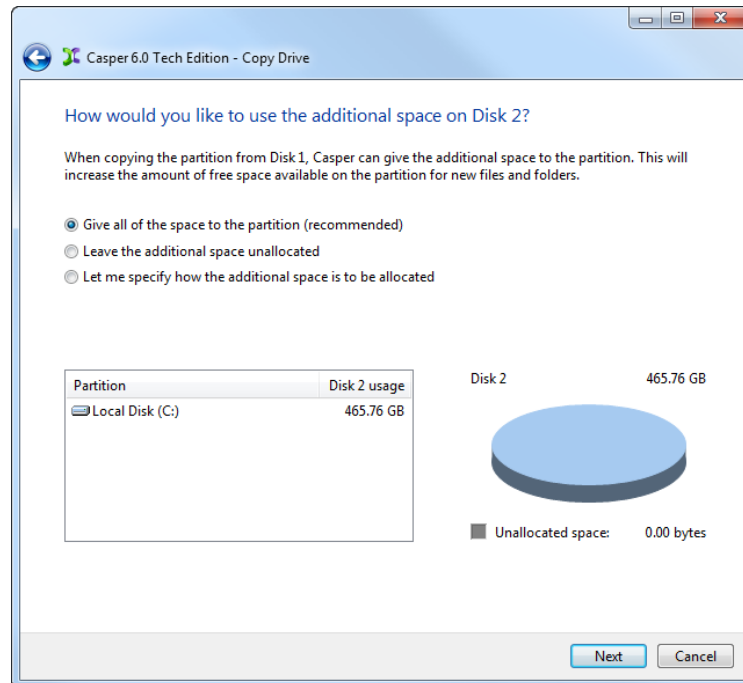 Casper 6.0 Tech Edition - Copy Drive
How would you like to use the additional space on Disk 2?
When copying the partition from Disk 1, Casper can give the additional space to the partition. This will
increase the amount of free space available on the partition for new files and folders.
Give all of the space to the partition (recommended)
Leave the additional space unallocated
Let me specify how the additional space is to be allocated
Partition Disk 2 usage
Local Disk (C:) 465.76 GB
Disk 2 465.76 GB
Unallocated space: 0.00 bytes
Next Cancel